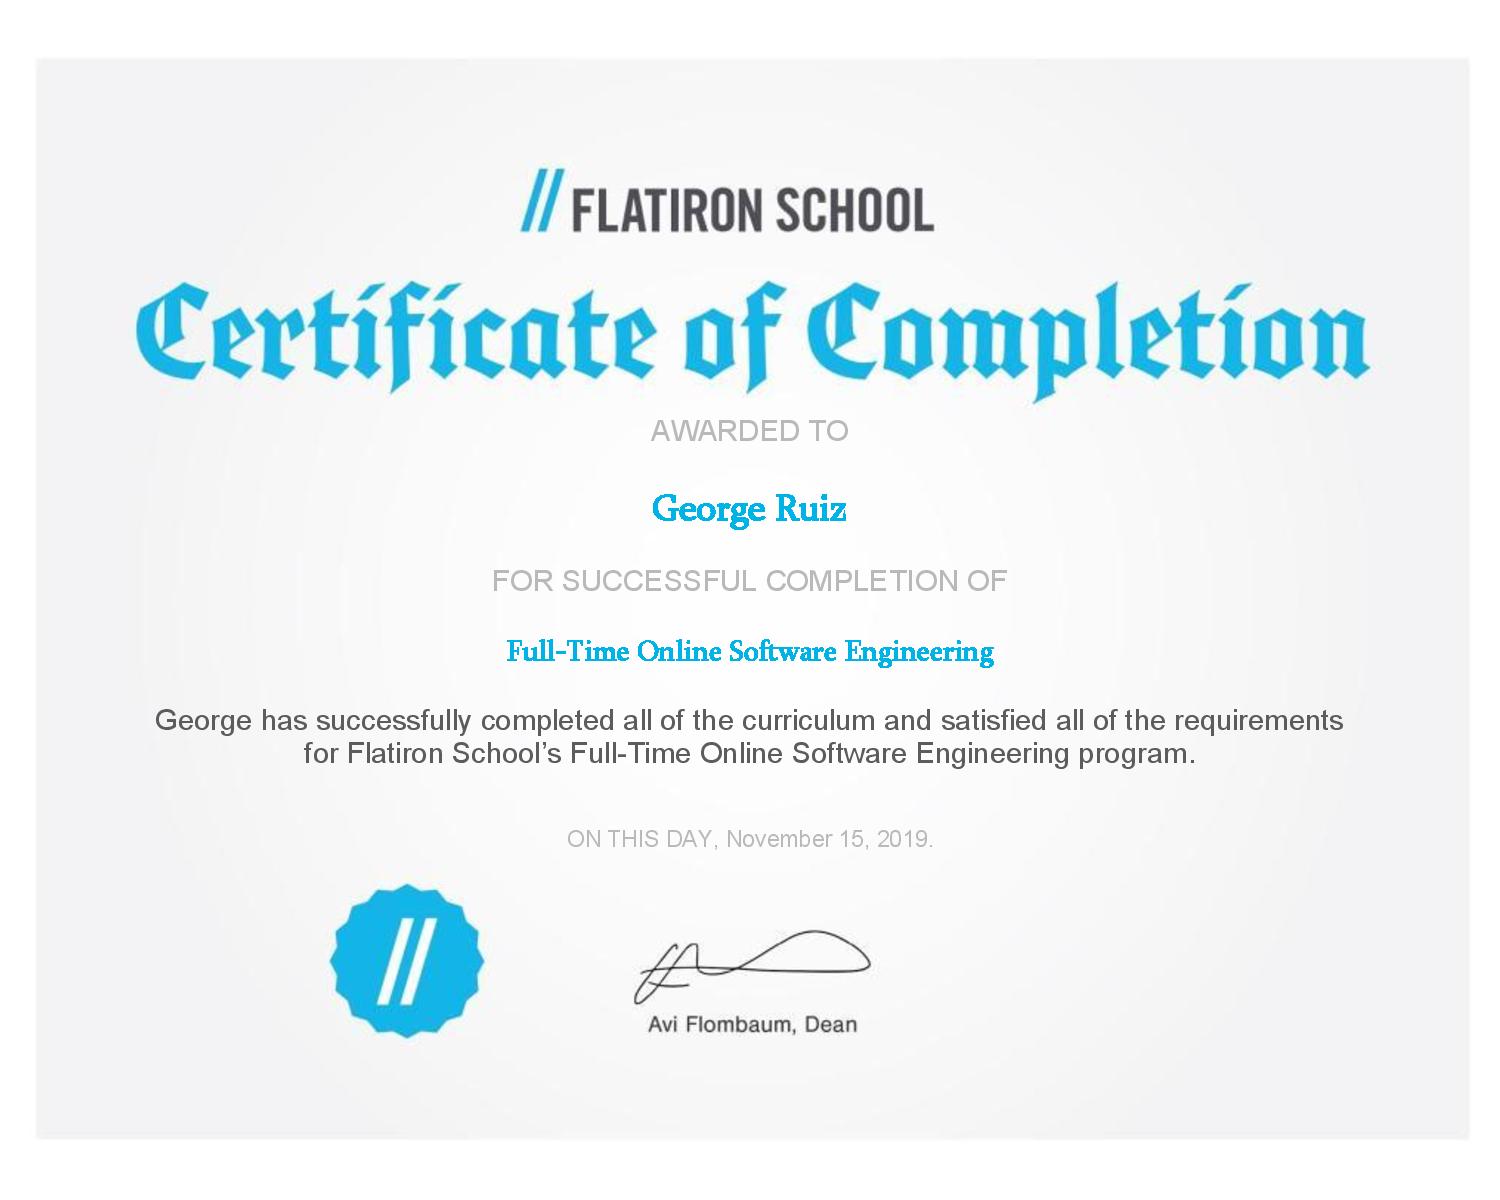 // FLATIRON SCHOOL
Certificate of Completion
AWARDED TO
George Ruiz
FOR SUCCESSFUL COMPLETION OF
Full-Time Online Software Engineering
George has successfully completed all of the curriculum and satisfied all of the requirements
for Flatiron School’s Full-Time Online Software Engineering program.
ON THIS DAY, November 15, 2019.
//
Avi Flombaum, Dean